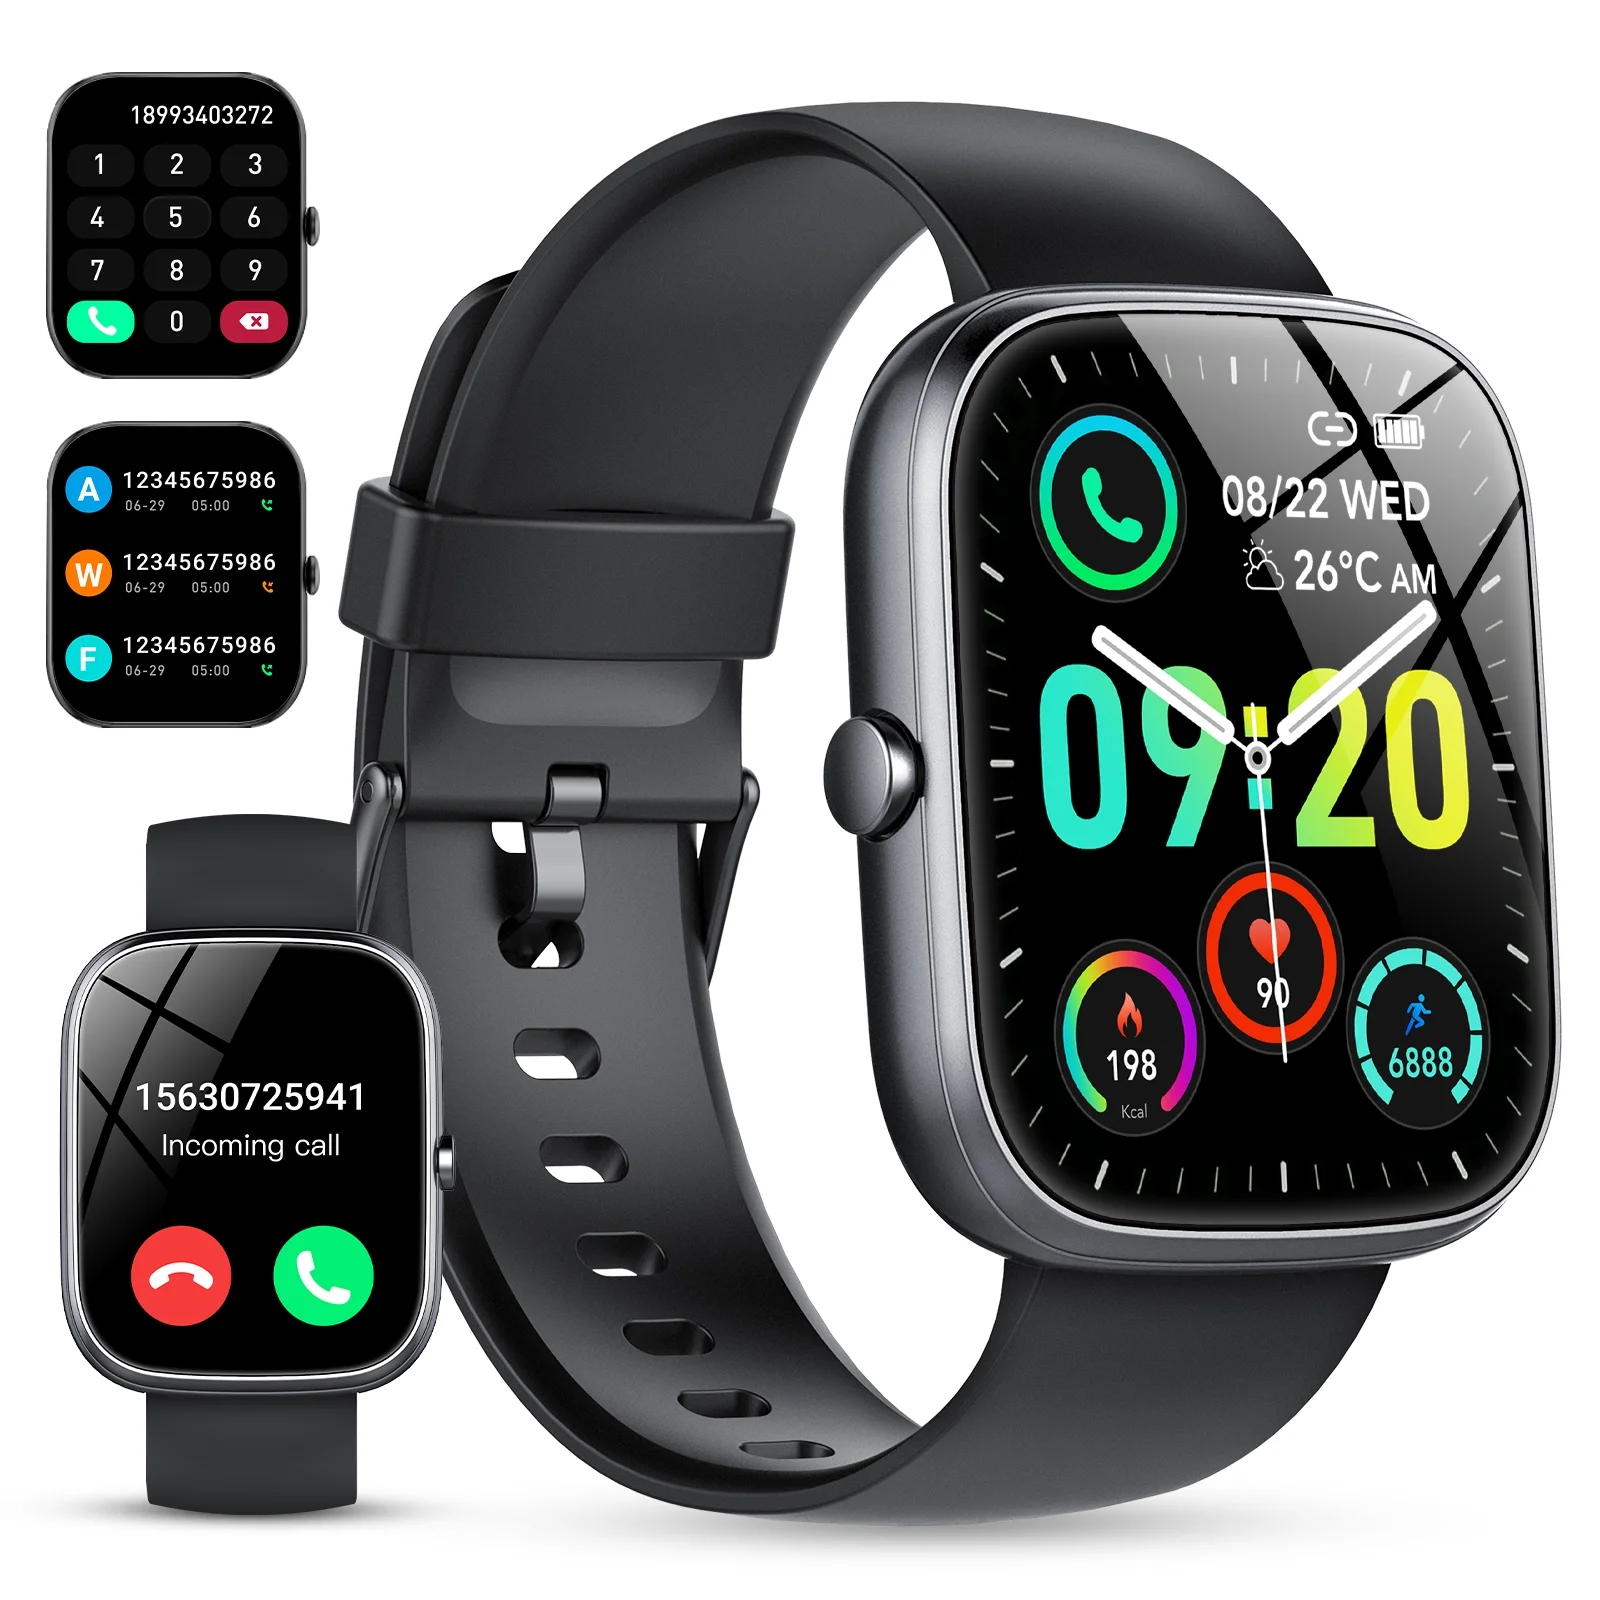 18993403272
1 2 3
4 5 6
7 8 9
0
A 12345675986
06-29 05:00
W 12345675986
06-29 05:00
F 12345675986
06-29 05:00
15630725941
Incoming call
08/22 WED
26°C AM
09:20
90
198
Kcal
6888